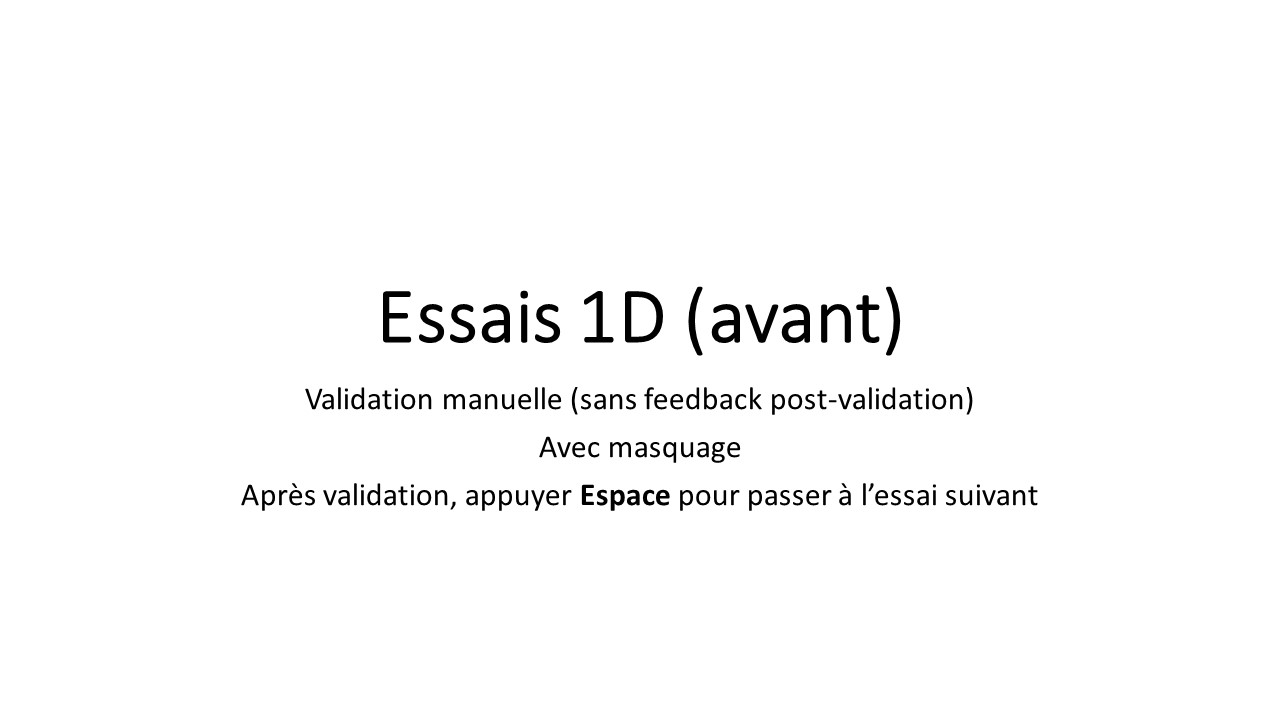 Essais 1D (avant)
Validation manuelle (sans feedback post-validation)
Avec masquage
Après validation, appuyer Espace pour passer à l’essai suivant